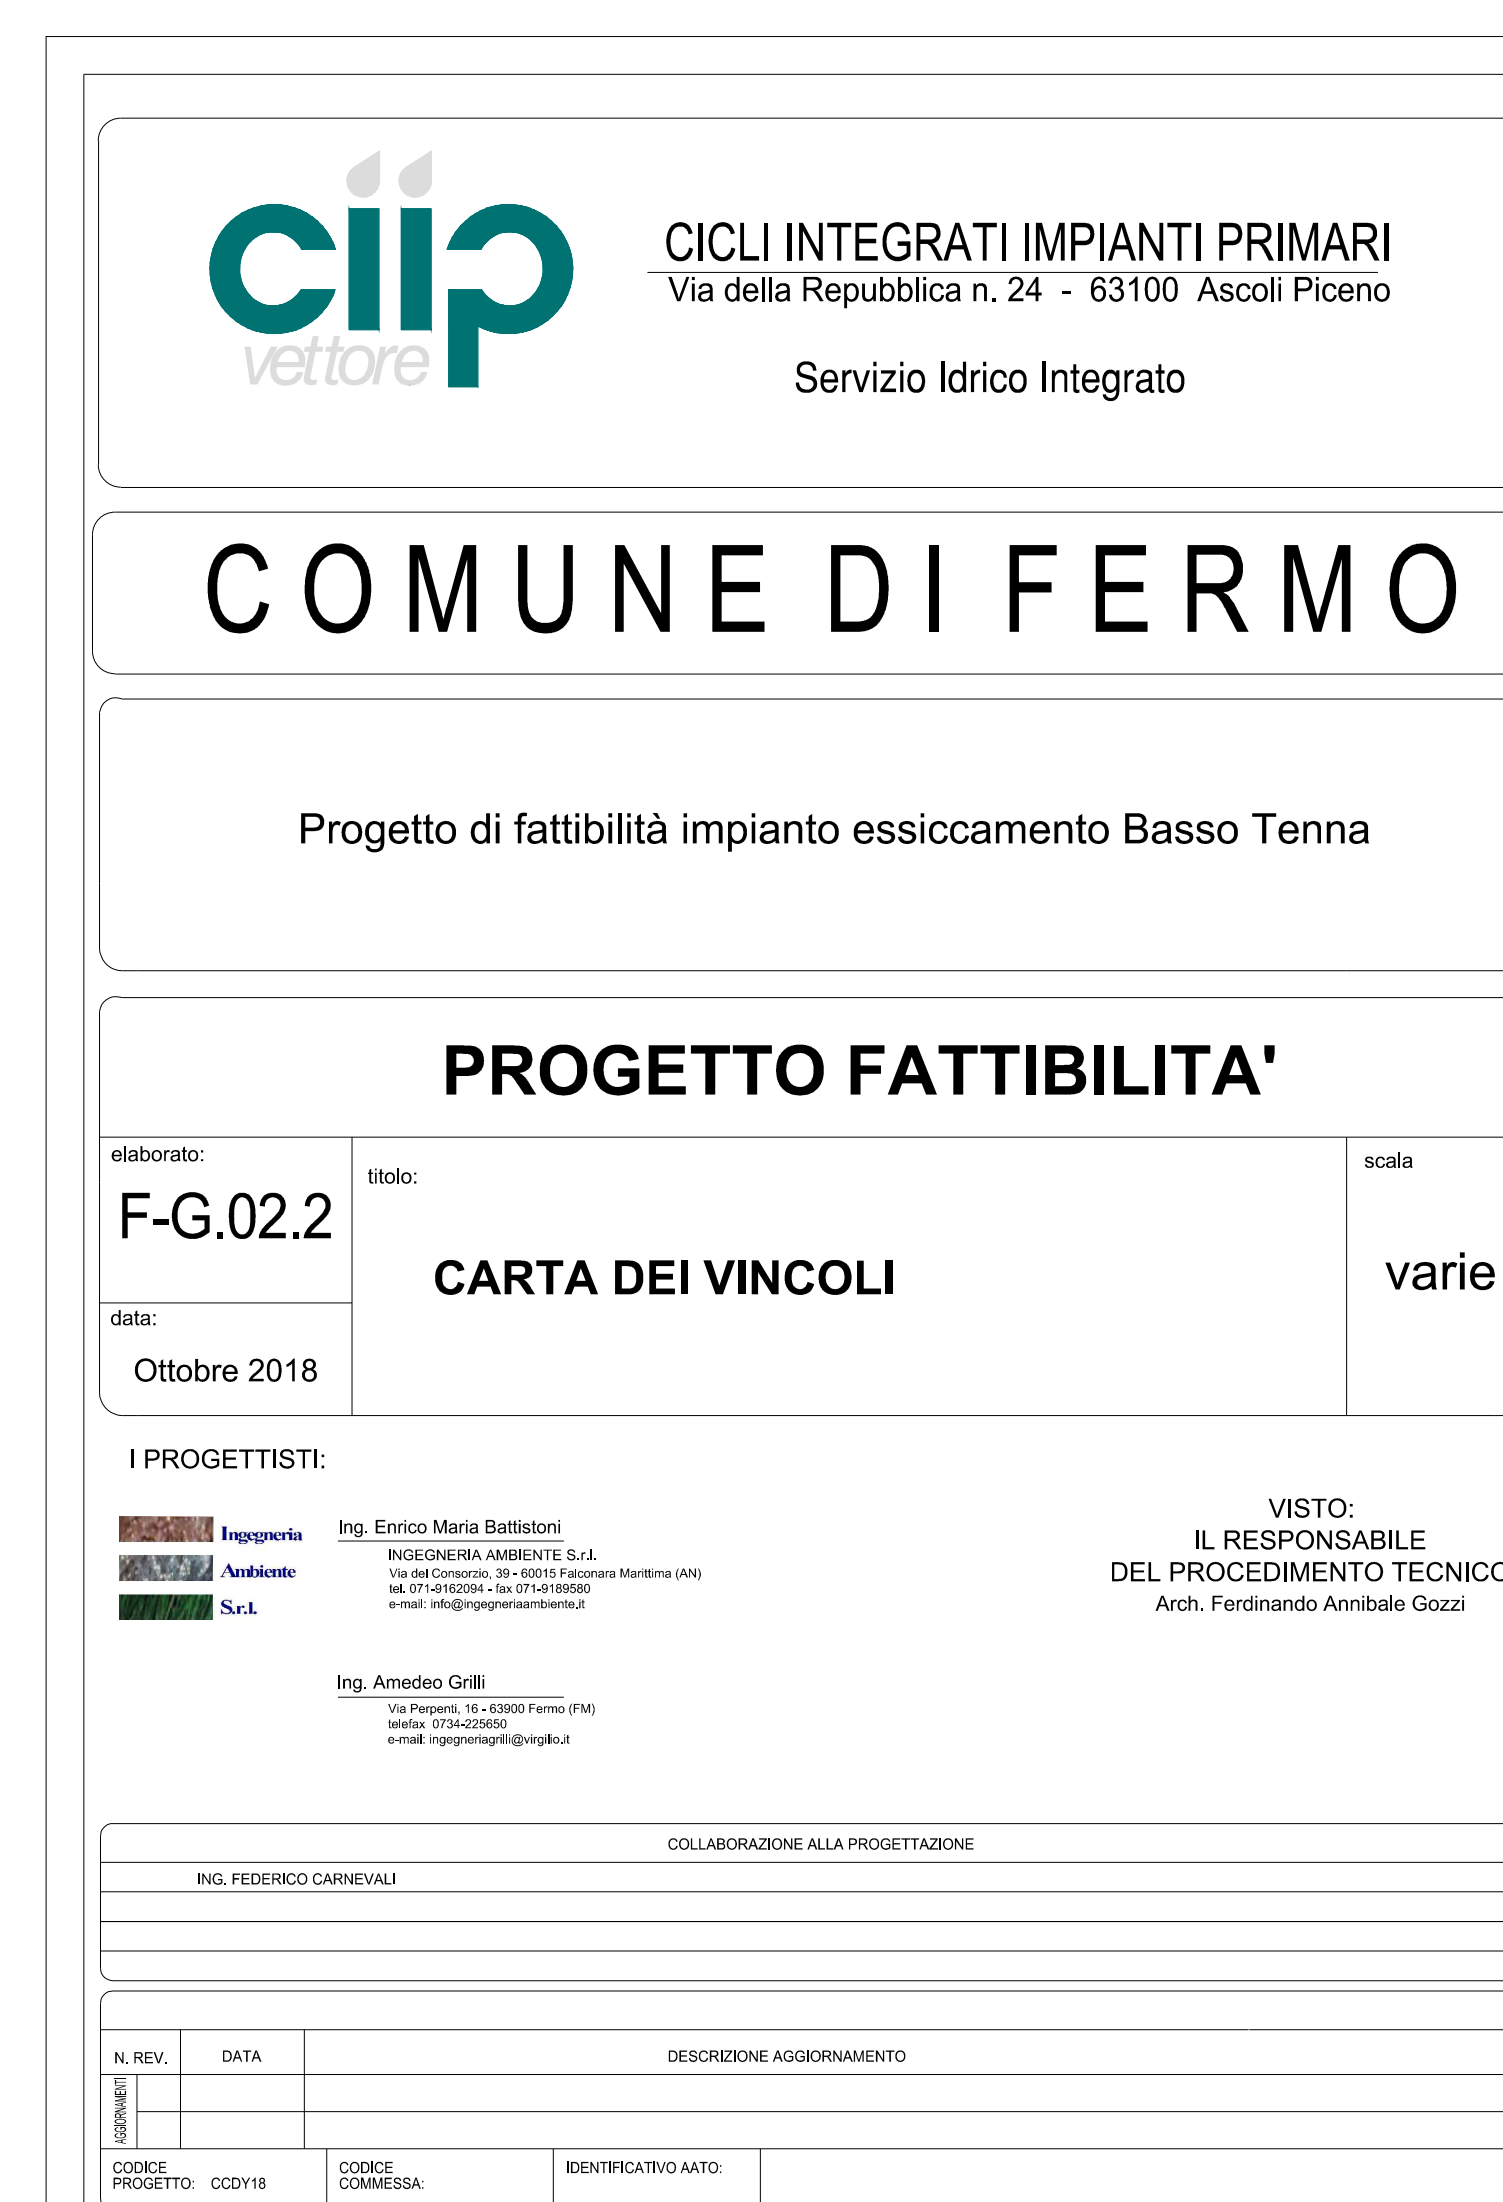 ciip
vettore
CICLI INTEGRATI IMPIANTI PRIMARI
Via della Repubblica n. 24 - 63100 Ascoli Piceno
Servizio Idrico Integrato
COMUNE DI FERMO
Progetto di fattibilità impianto essiccamento Basso Tenna
PROGETTO FATTIBILITA'
elaborato:
F-G.02.2
titolo:
CARTA DEI VINCOLI
scala
varie
data:
Ottobre 2018
I PROGETTISTI:
Ingegneria
Ambiente
S.r.l.
Ing. Enrico Maria Battistoni
INGEGNERIA AMBIENTE S.r.l.
Via del Consorzio, 39 - 60015 Falconara Marittima (AN)
tel. 071-9162094 - fax 071-9189580
e-mail: info@ingegneriaambiente.it
VISTO:
IL RESPONSABILE
DEL PROCEDIMENTO TECNICO
Arch. Ferdinando Annibale Gozzi
Ing. Amedeo Grilli
Via Perpenti, 16 - 63900 Fermo (FM)
telefax 0734-225650
e-mail: ingegneriagrilli@virgilio.it
COLLABORAZIONE ALLA PROGETTAZIONE
ING. FEDERICO CARNEVALI
N. REV.
DATA
DESCRIZIONE AGGIORNAMENTO
AGGIORNAMENTI
CODICE
PROGETTO: CCDY18
CODICE
COMMESSA:
IDENTIFICATIVO AATO: